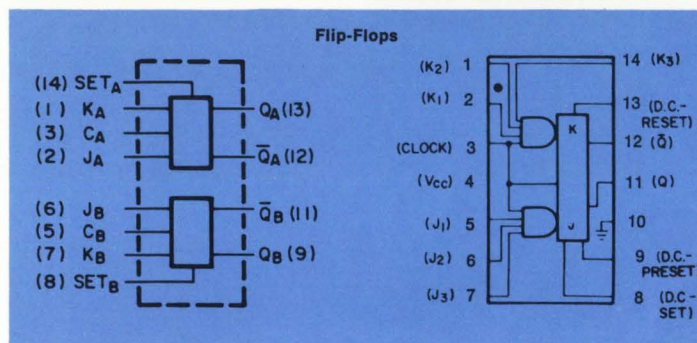 Flip-Flops
(14) SETA
(1) KA
(3) CA
(2) JA
QA (13)
Q̅A (12)
(6) JB
(5) CB
(7) KB
(8) SETB
Q̅B (11)
QB (9)
(K2) 1
(K1) 2
(CLOCK) 3
(Vcc) 4
(J1) 5
(J2) 6
(J3) 7
K
J
14 (K3)
13 (D.C.-
RESET)
12 (Q̅)
11 (Q)
10
9 (D.C.-
PRESET)
8 (D.C.-
SET)